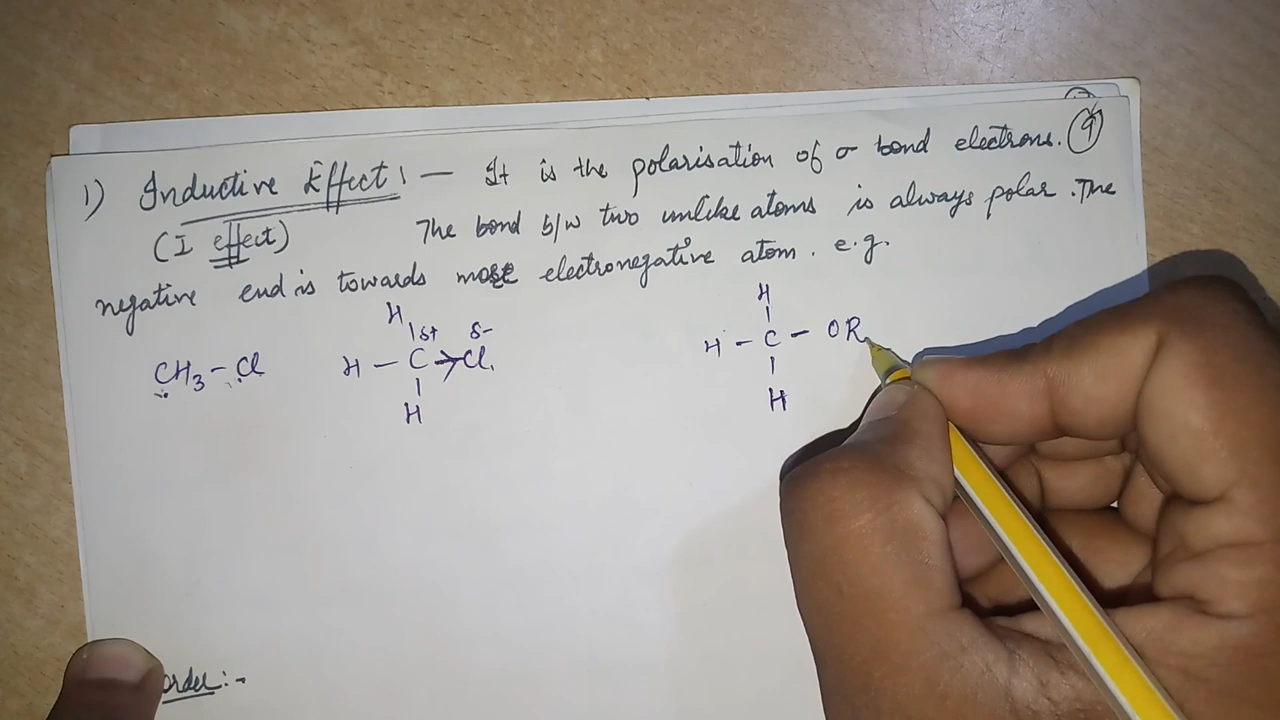 1) Inductive Effect : — It is the polarisation of σ bond electrons. 9
(I effect) The bond b/w two unlike atoms is always polar. The
negative end is towards more electronegative atom. e.g.
H H
δ+ δ-
CH3 – Cl H – C → Cl H – C – OR
H H
order :-